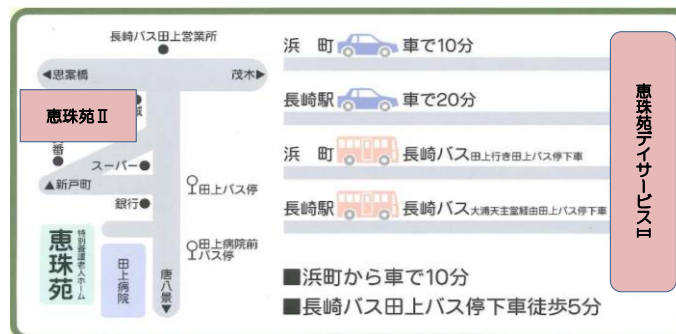 長崎バス田上営業所
◀思案橋
茂木▶
恵珠苑Ⅱ
城
番
スーパー
▲新戸町
銀行
田上バス停
田上病院前
バス停
特別養護老人ホーム
恵珠苑
田上病院
唐八景▼
浜 町
車で10分
長崎駅
車で20分
浜 町
長崎バス田上行き田上バス停下車
長崎駅
長崎バス大浦天主堂経由田上バス停下車
恵珠苑デイサービスⅡ
■浜町から車で10分
■長崎バス田上バス停下車徒歩5分